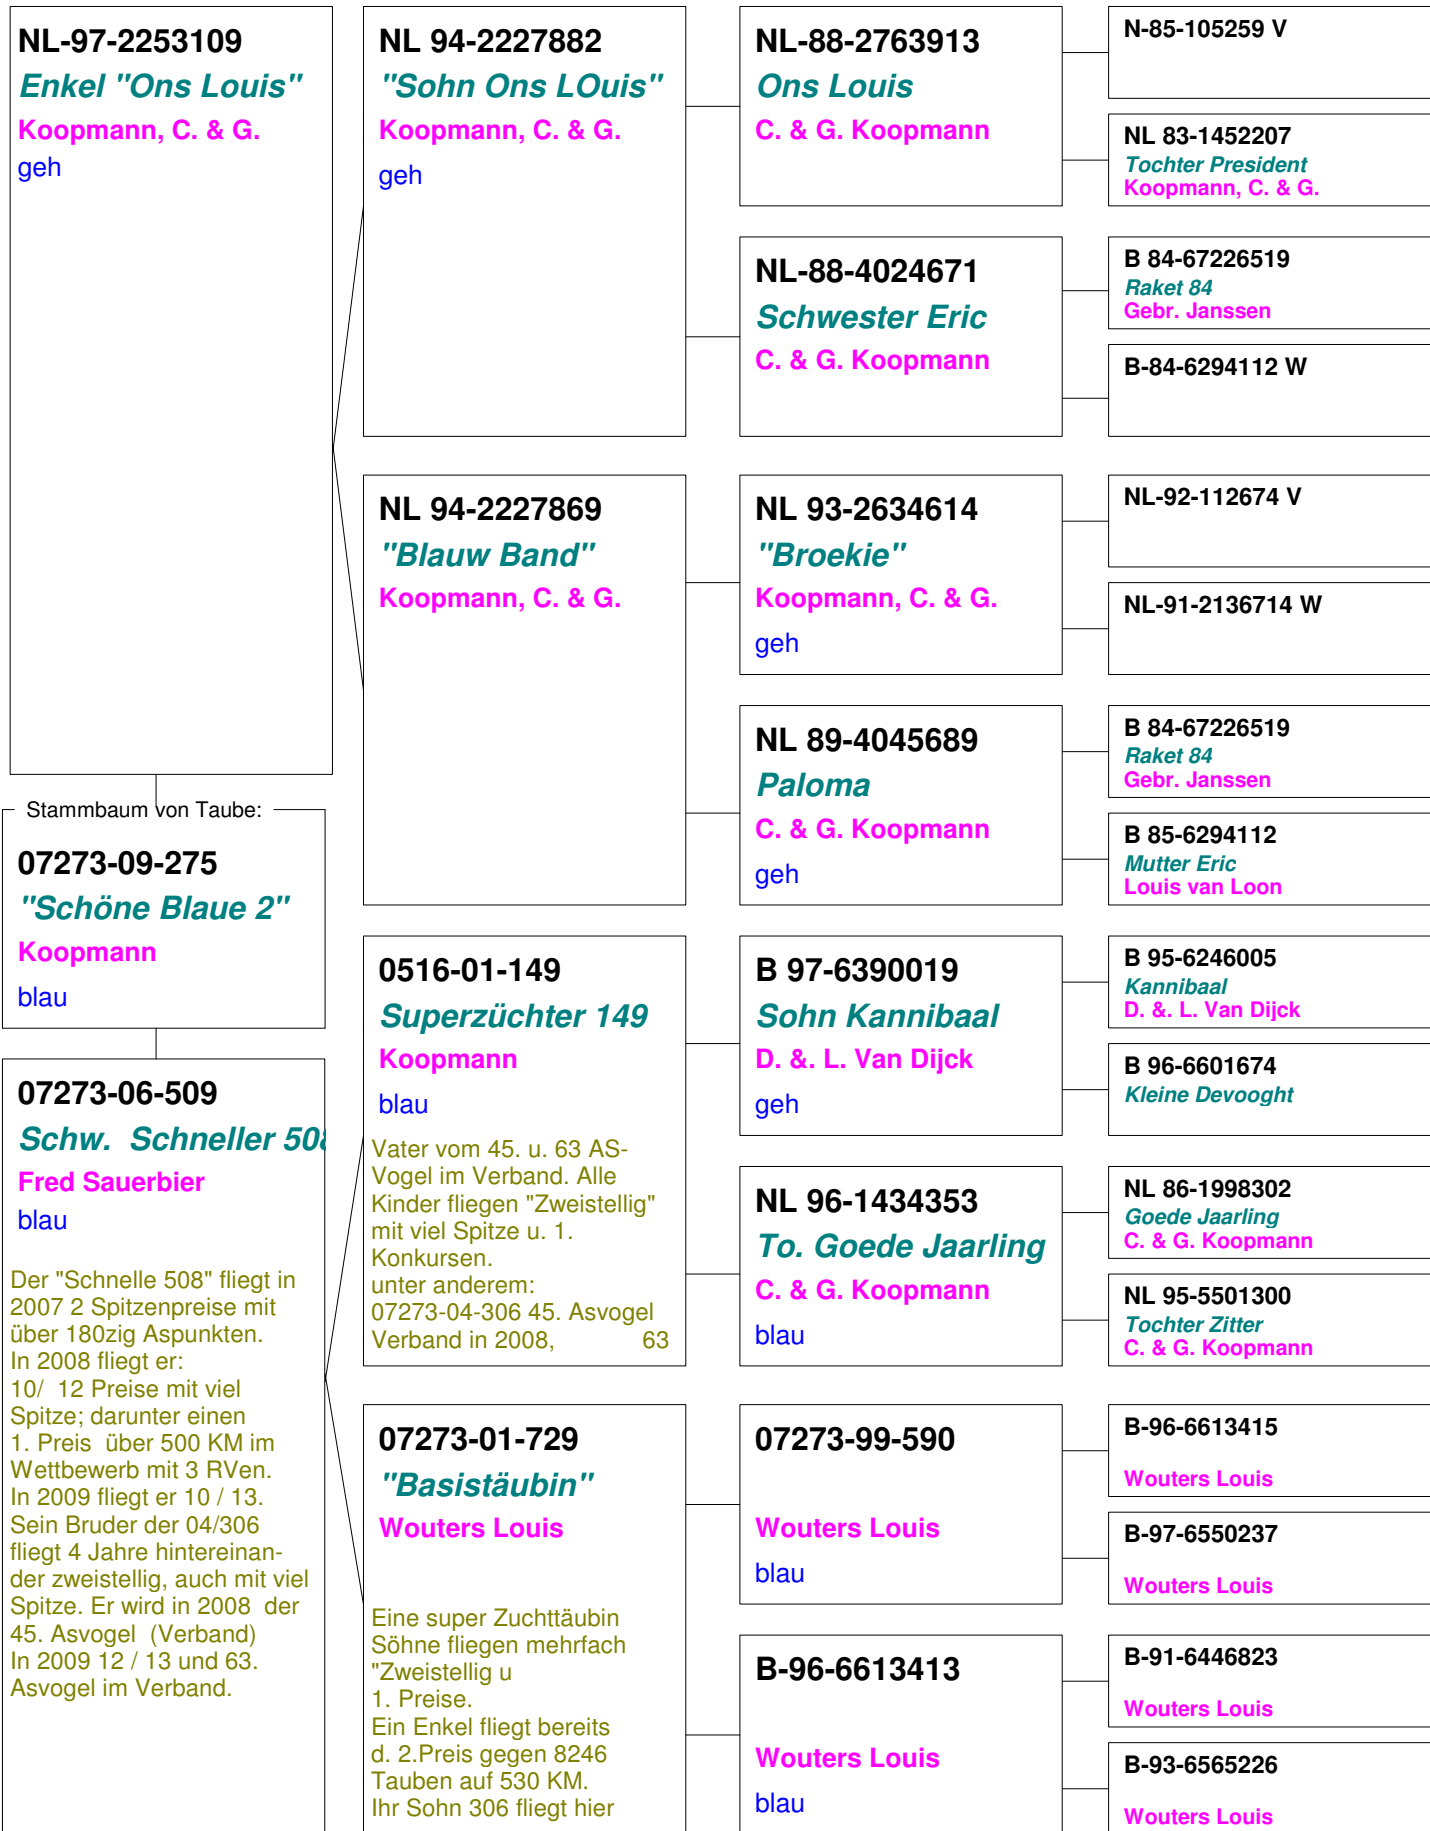 NL-97-2253109
Enkel "Ons Louis"
Koopmann, C. & G.
geh
Stammbaum von Taube:
07273-09-275
"Schöne Blaue 2"
Koopmann
blau
07273-06-509
Schw. Schneller 508
Fred Sauerbier
blau
Der "Schnelle 508" fliegt in
2007 2 Spitzenpreise mit
über 180zig Aspunkten.
In 2008 fliegt er:
10/ 12 Preise mit viel
Spitze; darunter einen
1. Preis über 500 KM im
Wettbewerb mit 3 RVen.
In 2009 fliegt er 10 / 13.
Sein Bruder der 04/306
fliegt 4 Jahre hintereinan-
der zweistellig, auch mit viel
Spitze. Er wird in 2008 der
45. Asvogel (Verband)
In 2009 12 / 13 und 63.
Asvogel im Verband.
NL 94-2227882
"Sohn Ons LOuis"
Koopmann, C. & G.
geh
NL 94-2227869
"Blauw Band"
Koopmann, C. & G.
0516-01-149
Superzüchter 149
Koopmann
blau
Vater vom 45. u. 63 AS-
Vogel im Verband. Alle
Kinder fliegen "Zweistellig"
mit viel Spitze u. 1.
Konkursen.
unter anderem:
07273-04-306 45. Asvogel
Verband in 2008, 63
07273-01-729
"Basistäubin"
Wouters Louis
Eine super Zuchttäubin
Söhne fliegen mehrfach
"Zweistellig u
1. Preise.
Ein Enkel fliegt bereits
d. 2.Preis gegen 8246
Tauben auf 530 KM.
Ihr Sohn 306 fliegt hier
NL-88-2763913
Ons Louis
C. & G. Koopmann
NL-88-4024671
Schwester Eric
C. & G. Koopmann
NL 93-2634614
"Broekie"
Koopmann, C. & G.
geh
NL 89-4045689
Paloma
C. & G. Koopmann
geh
B 97-6390019
Sohn Kannibaal
D. &. L. Van Dijck
geh
NL 96-1434353
To. Goede Jaarling
C. & G. Koopmann
blau
07273-99-590
Wouters Louis
blau
B-96-6613413
Wouters Louis
blau
N-85-105259 V
NL 83-1452207
Tochter President
Koopmann, C. & G.
B 84-67226519
Raket 84
Gebr. Janssen
B-84-6294112 W
NL-92-112674 V
NL-91-2136714 W
B 84-67226519
Raket 84
Gebr. Janssen
B 85-6294112
Mutter Eric
Louis van Loon
B 95-6246005
Kannibaal
D. &. L. Van Dijck
B 96-6601674
Kleine Devooght
NL 86-1998302
Goede Jaarling
C. & G. Koopmann
NL 95-5501300
Tochter Zitter
C. & G. Koopmann
B-96-6613415
Wouters Louis
B-97-6550237
Wouters Louis
B-91-6446823
Wouters Louis
B-93-6565226
Wouters Louis